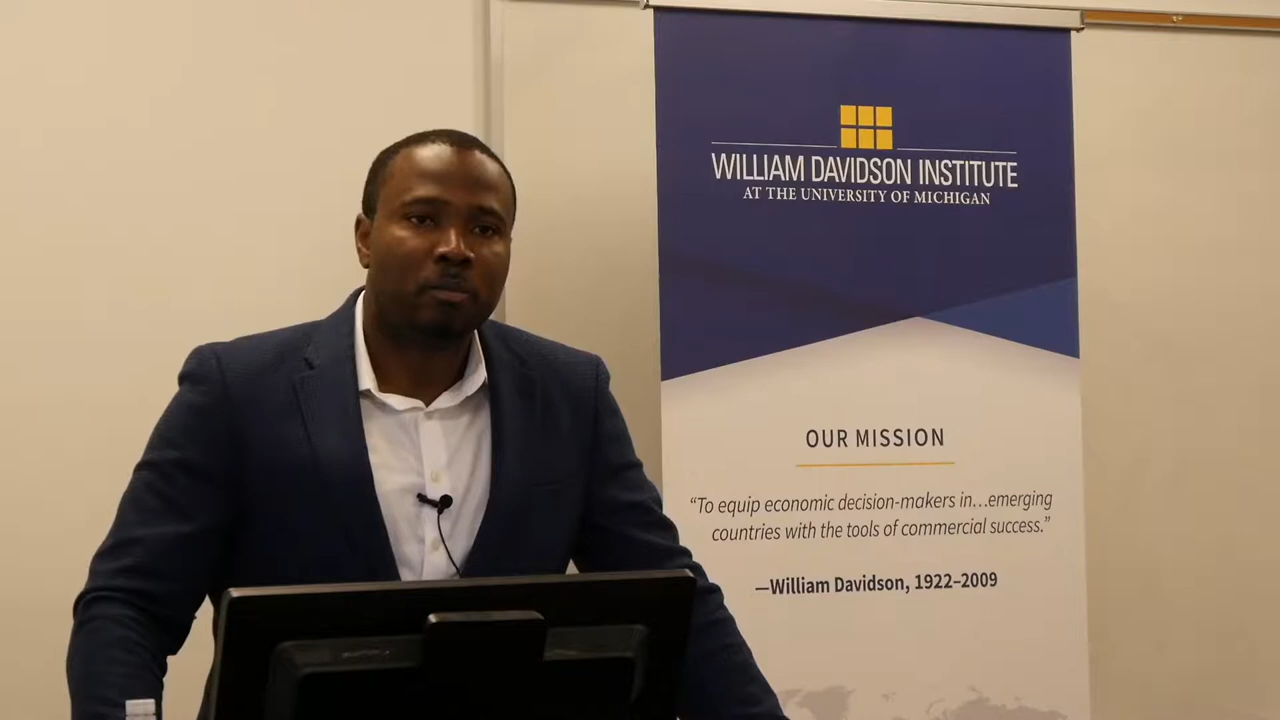 WILLIAM DAVIDSON INSTITUTE
AT THE UNIVERSITY OF MICHIGAN
OUR MISSION
“To equip economic decision-makers in…emerging
countries with the tools of commercial success.”
—William Davidson, 1922–2009